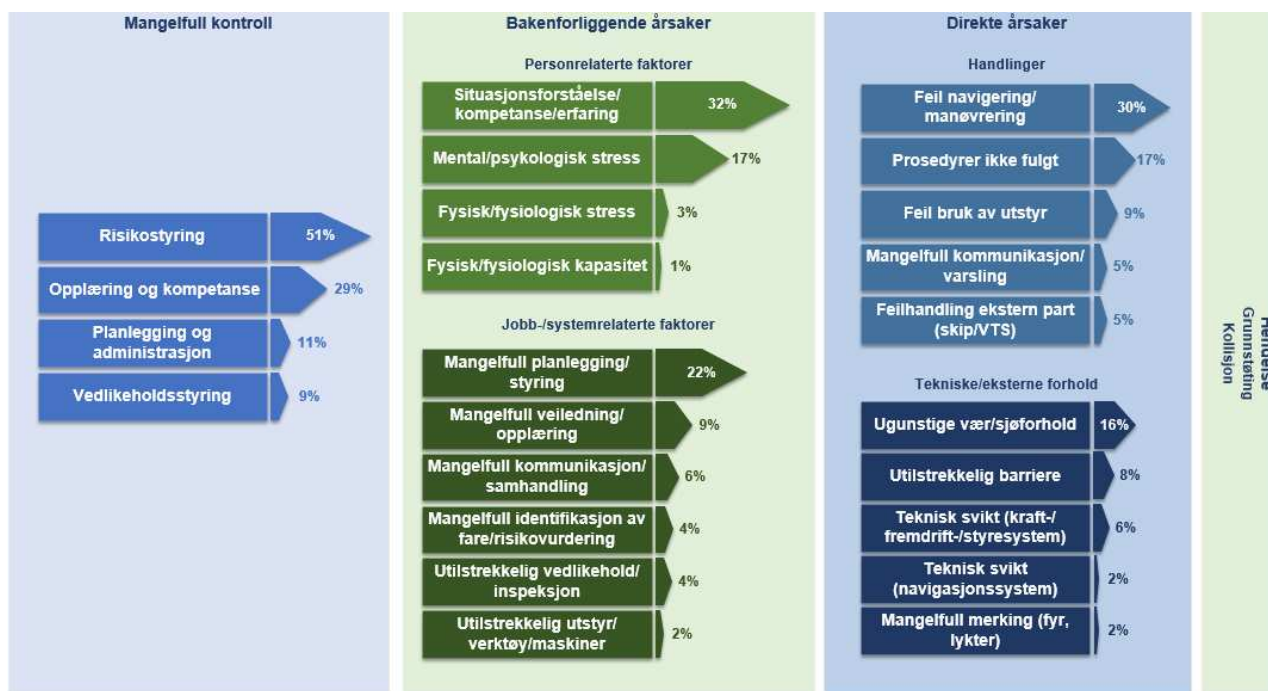 Mangelfull kontroll
Risikostyring
51%
Opplæring og kompetanse
29%
Planlegging og
administrasjon
11%
Vedlikeholdsstyring
9%
Bakenforliggende årsaker
Personrelaterte faktorer
Situasjonsforståelse/
kompetanse/erfaring
32%
Mental/psykologisk stress
17%
Fysisk/fysiologisk stress
3%
Fysisk/fysiologisk kapasitet
1%
Jobb-/systemrelaterte faktorer
Mangelfull planlegging/
styring
22%
Mangelfull veiledning/
opplæring
9%
Mangelfull kommunikasjon/
samhandling
6%
Mangelfull identifikasjon av
fare/risikovurdering
4%
Utilstrekkelig vedlikehold/
inspeksjon
4%
Utilstrekkelig utstyr/
verktøy/maskiner
2%
Direkte årsaker
Handlinger
Feil navigering/
manøvrering
30%
Prosedyrer ikke fulgt
17%
Feil bruk av utstyr
9%
Mangelfull kommunikasjon/
varsling
5%
Feilhandling ekstern part
(skip/VTS)
5%
Tekniske/eksterne forhold
Ugunstige vær/sjøforhold
16%
Utilstrekkelig barriere
8%
Teknisk svikt (kraft-/
fremdrift-/styresystem)
6%
Teknisk svikt
(navigasjonssystem)
2%
Mangelfull merking (fyr,
lykter)
2%
Hendelse
Grunnstøting
Kollisjon